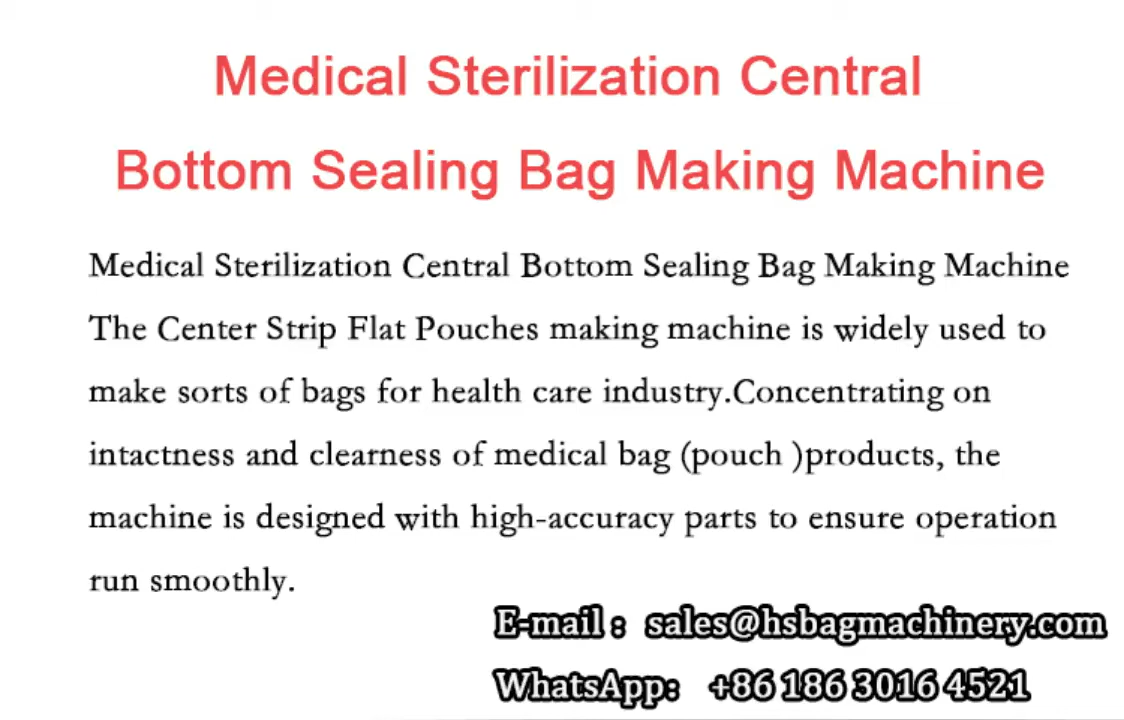 Medical Sterilization Central
Bottom Sealing Bag Making Machine
Medical Sterilization Central Bottom Sealing Bag Making Machine
The Center Strip Flat Pouches making machine is widely used to
make sorts of bags for health care industry.Concentrating on
intactness and clearness of medical bag (pouch )products, the
machine is designed with high-accuracy parts to ensure operation
run smoothly.
E-mail : sales@hsbagmachinery.com
WhatsApp: +86 186 3016 4521